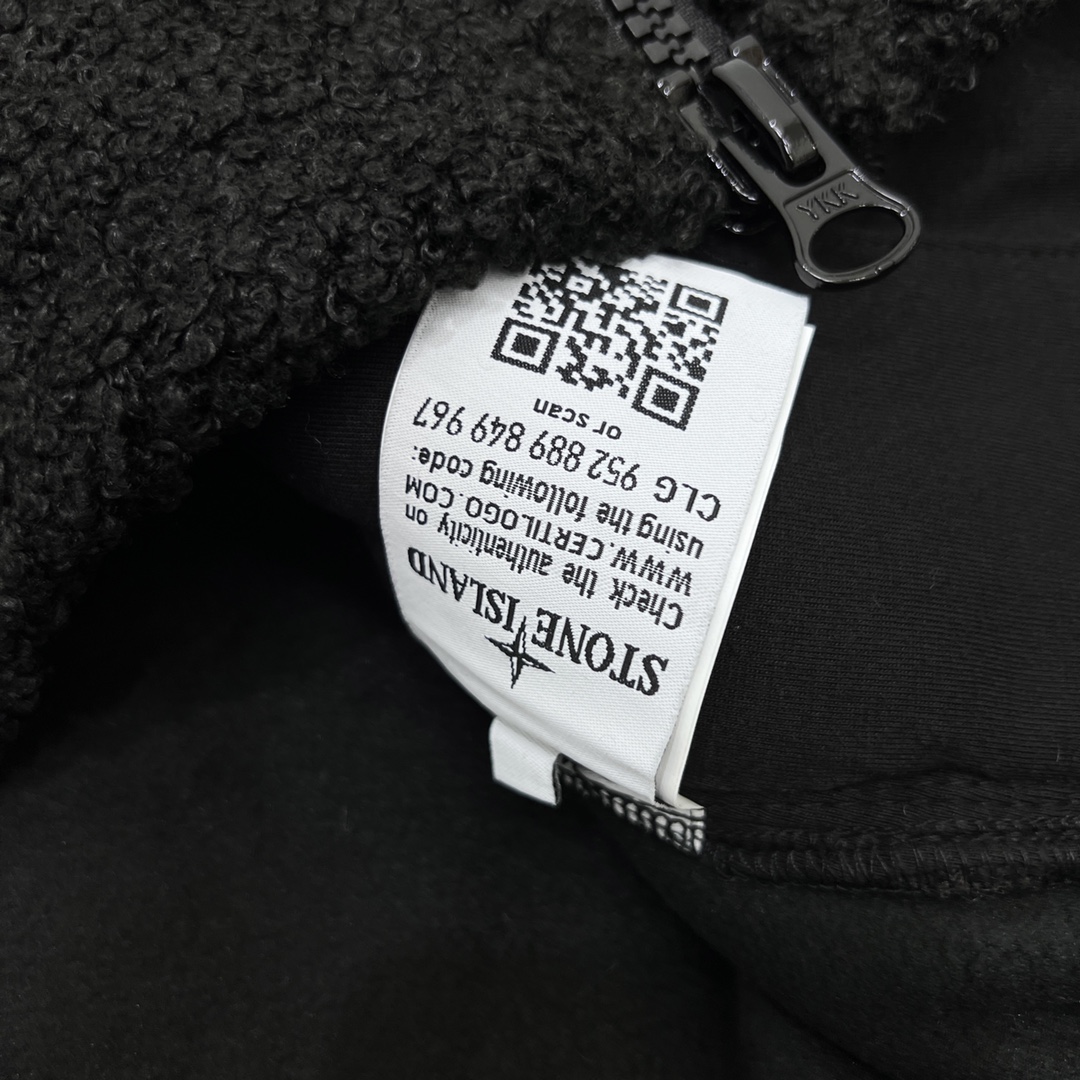 YKK
STONE ISLAND
Check the authenticity on
WWW.CERTILOGO.COM
using the following code:
CLG 952 889 849 967
or scan